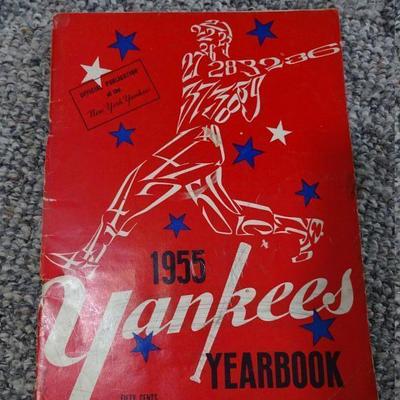 OFFICIAL PUBLICATION
of the
New York Yankees
27 28 32 36
1955
Yankees
YEARBOOK
FIFTY CENTS